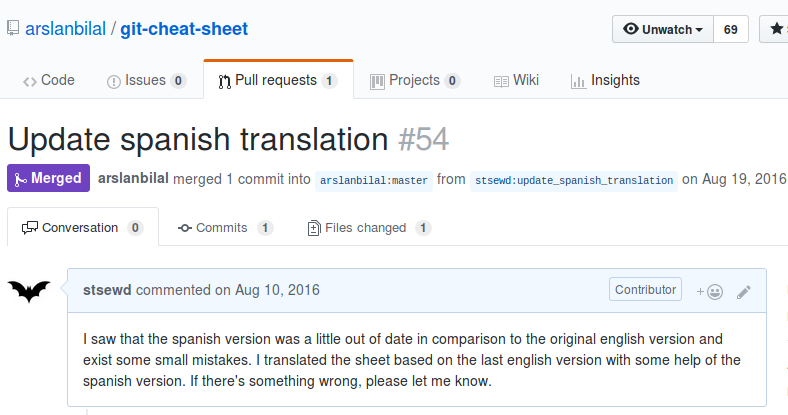 arslanbilal / git-cheat-sheet
Unwatch 69
Code Issues 0 Pull requests 1 Projects 0 Wiki Insights
Update spanish translation #54
Merged arslanbilal merged 1 commit into arslanbilal:master from stsewd:update_spanish_translation on Aug 19, 2016
Conversation 0 Commits 1 Files changed 1
stsewd commented on Aug 10, 2016 Contributor +
I saw that the spanish version was a little out of date in comparison to the original english version and
exist some small mistakes. I translated the sheet based on the last english version with some help of the
spanish version. If there's something wrong, please let me know.